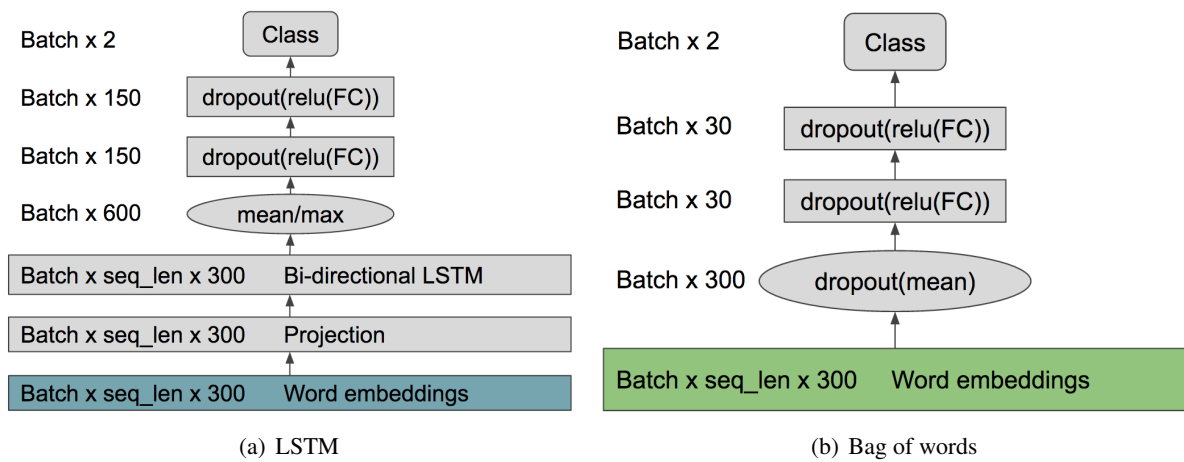 Batch x 2 Class
Batch x 150 dropout(relu(FC))
Batch x 150 dropout(relu(FC))
Batch x 600 mean/max
Batch x seq_len x 300 Bi-directional LSTM
Batch x seq_len x 300 Projection
Batch x seq_len x 300 Word embeddings
(a) LSTM
Batch x 2 Class
Batch x 30 dropout(relu(FC))
Batch x 30 dropout(relu(FC))
Batch x 300 dropout(mean)
Batch x seq_len x 300 Word embeddings
(b) Bag of words